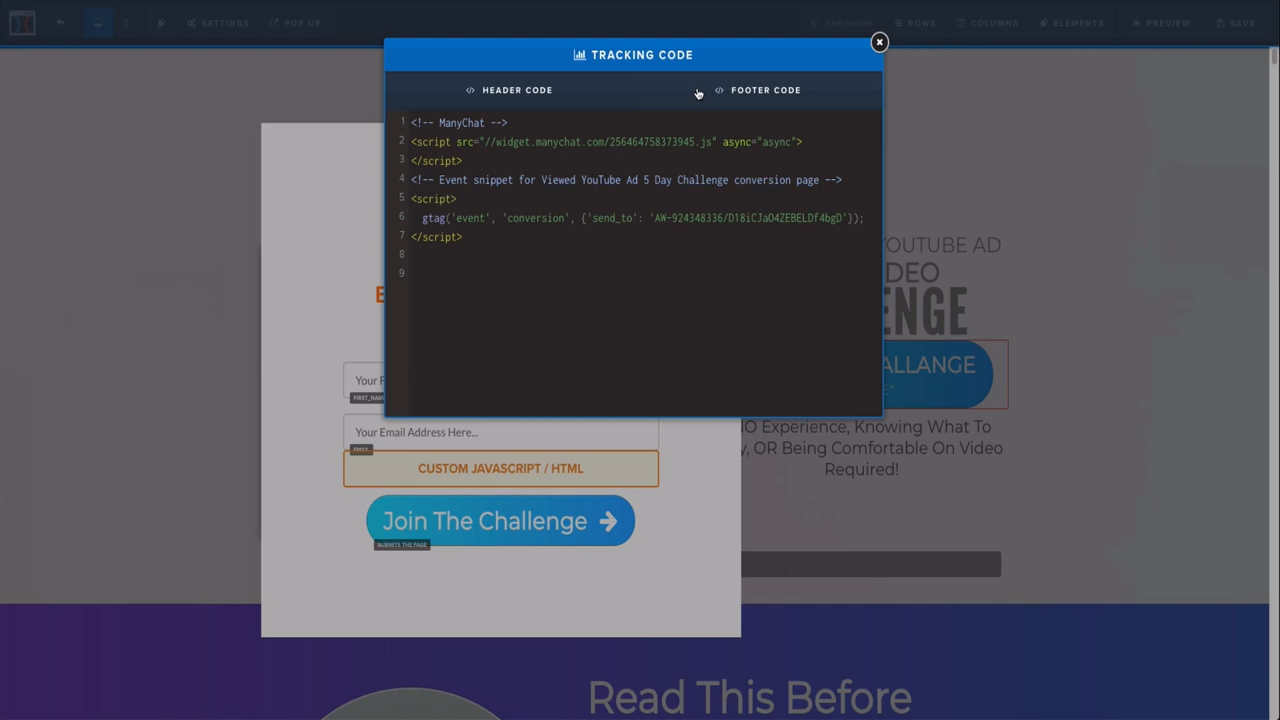 SETTINGS
POP UP
SECTIONS
ROWS
COLUMNS
ELEMENTS
PREVIEW
SAVE
TRACKING CODE
HEADER CODE
FOOTER CODE
1 <!-- ManyChat -->
2 <script src="//widget.manychat.com/256464758373945.js" async="async">
3 </script>
4 <!-- Event snippet for Viewed YouTube Ad 5 Day Challenge conversion page -->
5 <script>
6 gtag('event', 'conversion', {'send_to': 'AW-924348336/D18iCJaO4ZEBELDf4bgD'});
7 </script>
8
9
OUTUBE AD
DEO
ENGE
ALLANGE
E
Your F
FIRST_NAM
Your Email Address Here...
EMAIL
CUSTOM JAVASCRIPT / HTML
Join The Challenge
SUBMITS THE PAGE
O Experience, Knowing What To
y, OR Being Comfortable On Video
Required!
Read This Before